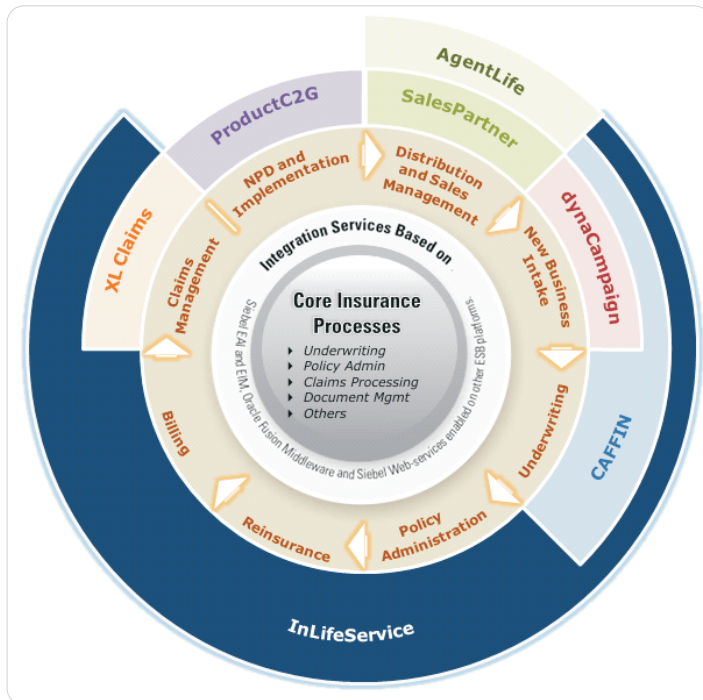 AgentLife
SalesPartner
ProductC2G
dynaCampaign
CAFFIN
XL Claims
InLifeService
NPD and
Implementation
Distribution
and Sales
Management
New Business
Intake
Underwriting
Policy
Administration
Reinsurance
Billing
Claims
Management
Integration Services Based on
Siebel EAI and EIM, Oracle Fusion Middleware and Siebel Web-services enabled on other ESB platforms.
Core Insurance
Processes
Underwriting
Policy Admin
Claims Processing
Document Mgmt
Others